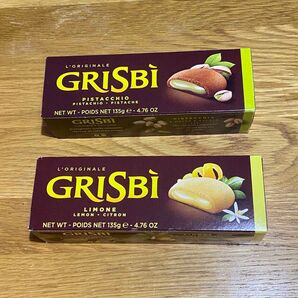 L'ORIGINALE
GRISBÌ
PISTACCHIO
PISTACHIO - PISTACHE
NET WT - POIDS NET 135g ℮ - 4.76 OZ
L'ORIGINALE
GRISBÌ
LIMONE
LEMON - CITRON
NET WT - POIDS NET 135g ℮ - 4.76 OZ